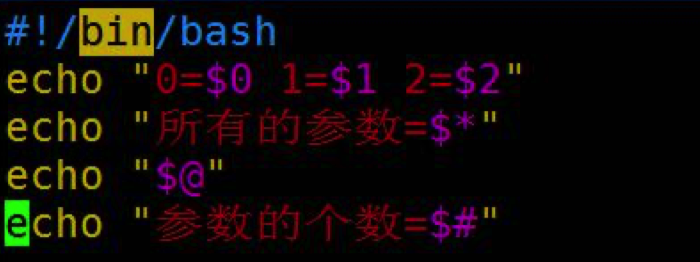 #!/bin/bash
echo "0=$0 1=$1 2=$2"
echo "所有的参数=$*"
echo "$@"
echo "参数的个数=$#"